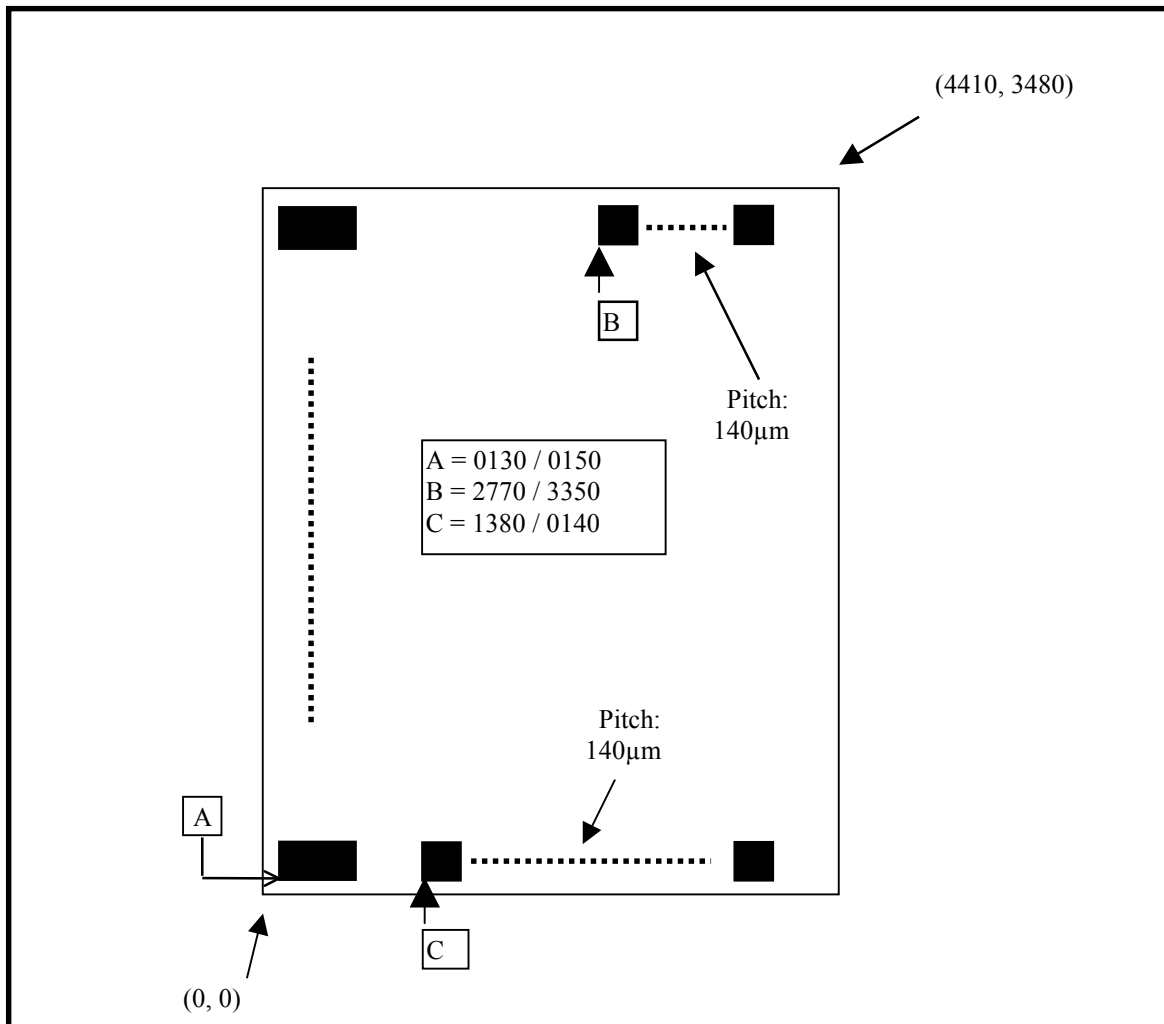 (4410, 3480)
B
Pitch:
140µm
A = 0130 / 0150
B = 2770 / 3350
C = 1380 / 0140
Pitch:
140µm
A
C
(0, 0)